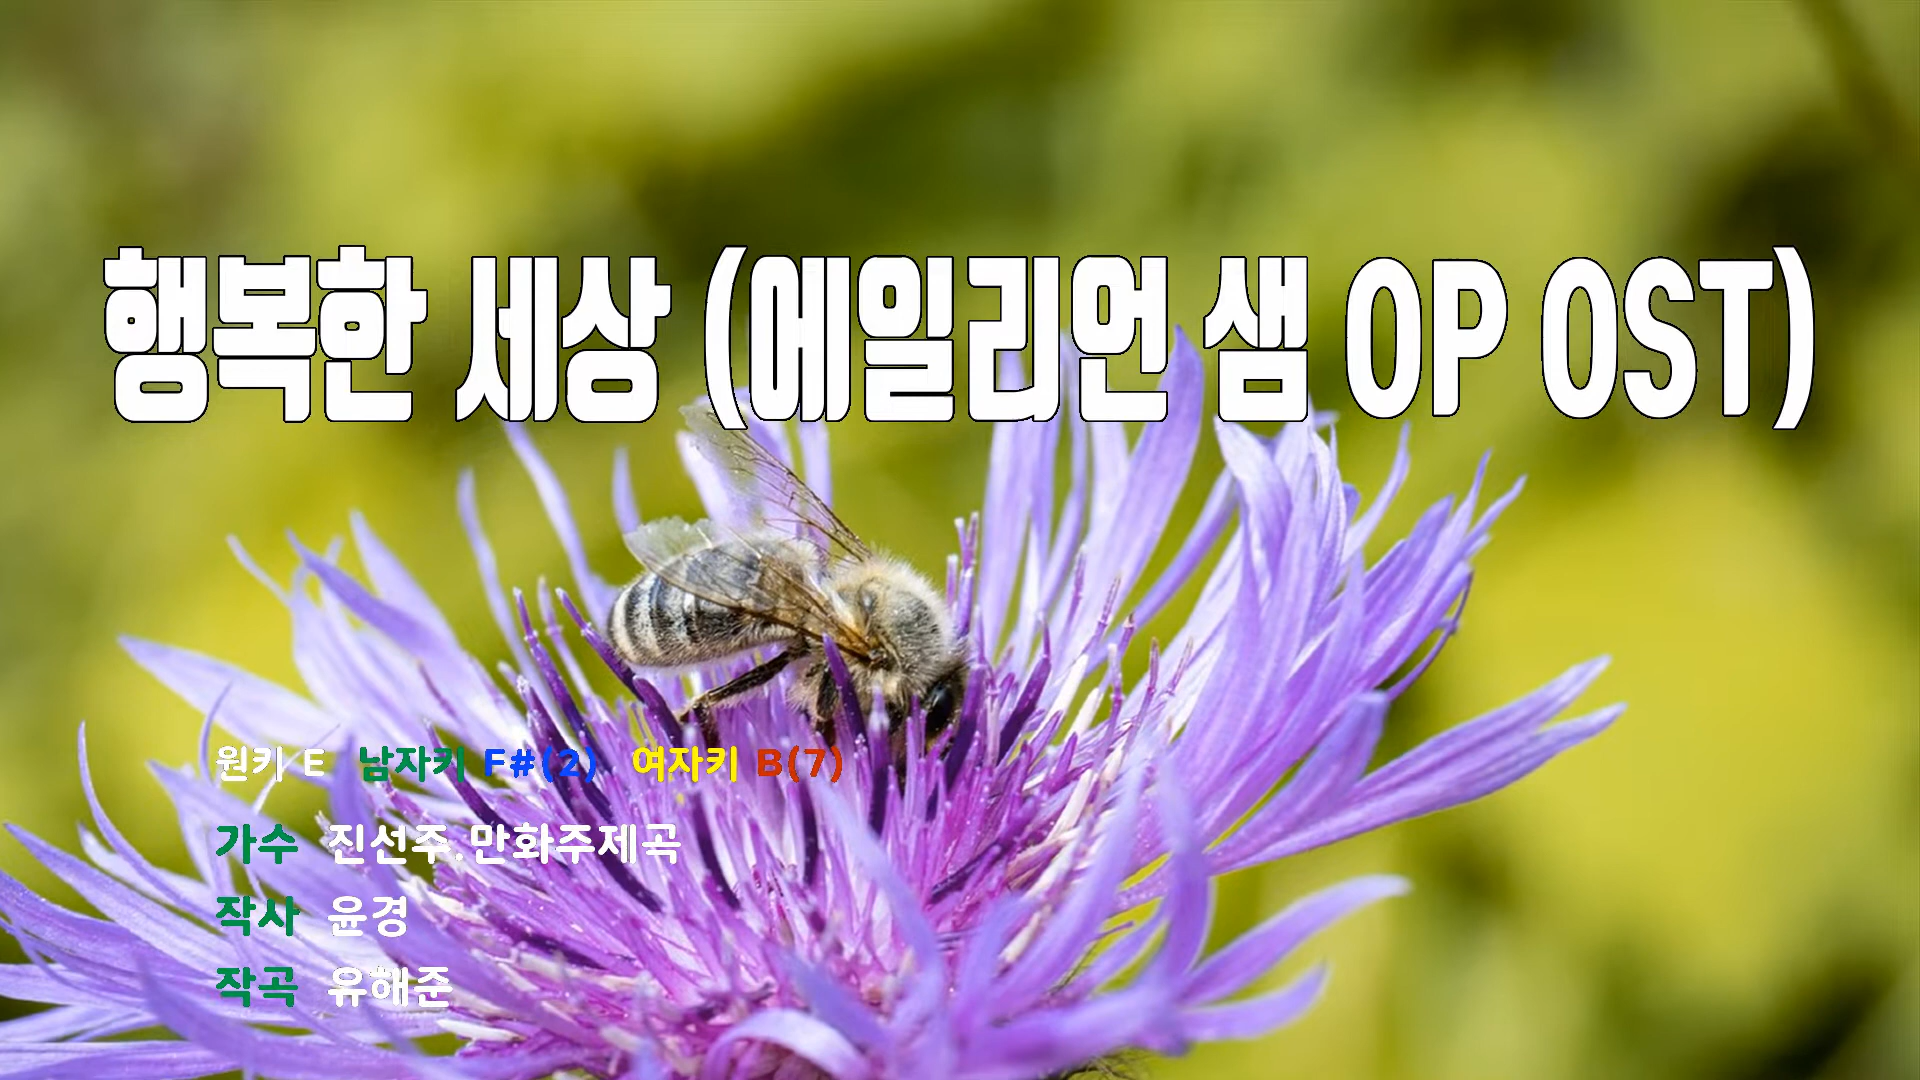 행복한 세상 (에일리언 샘 OP OST)
원키 E 남자키 F#(2) 여자키 B(7)
가수 진선주.만화주제곡
작사 윤경
작곡 유해준